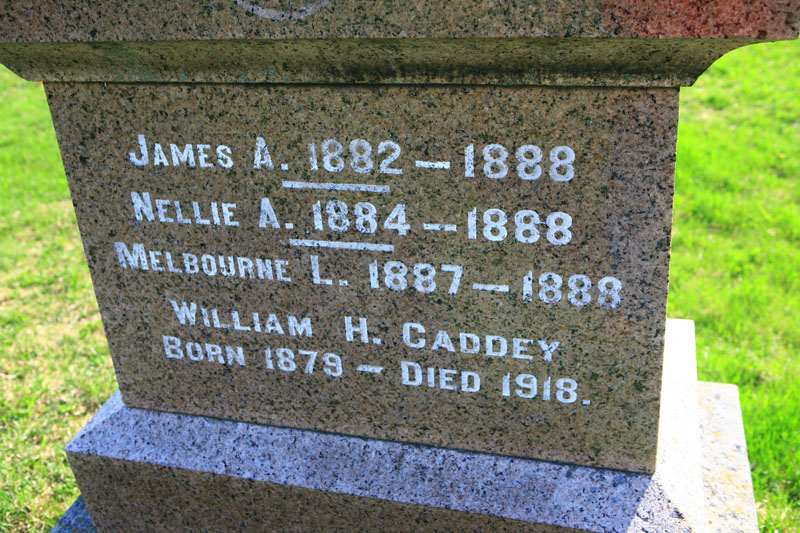 James A. 1882 – 1888
Nellie A. 1884 – 1888
Melbourne L. 1887 – 1888
William H. Caddey
Born 1879 – Died 1918.